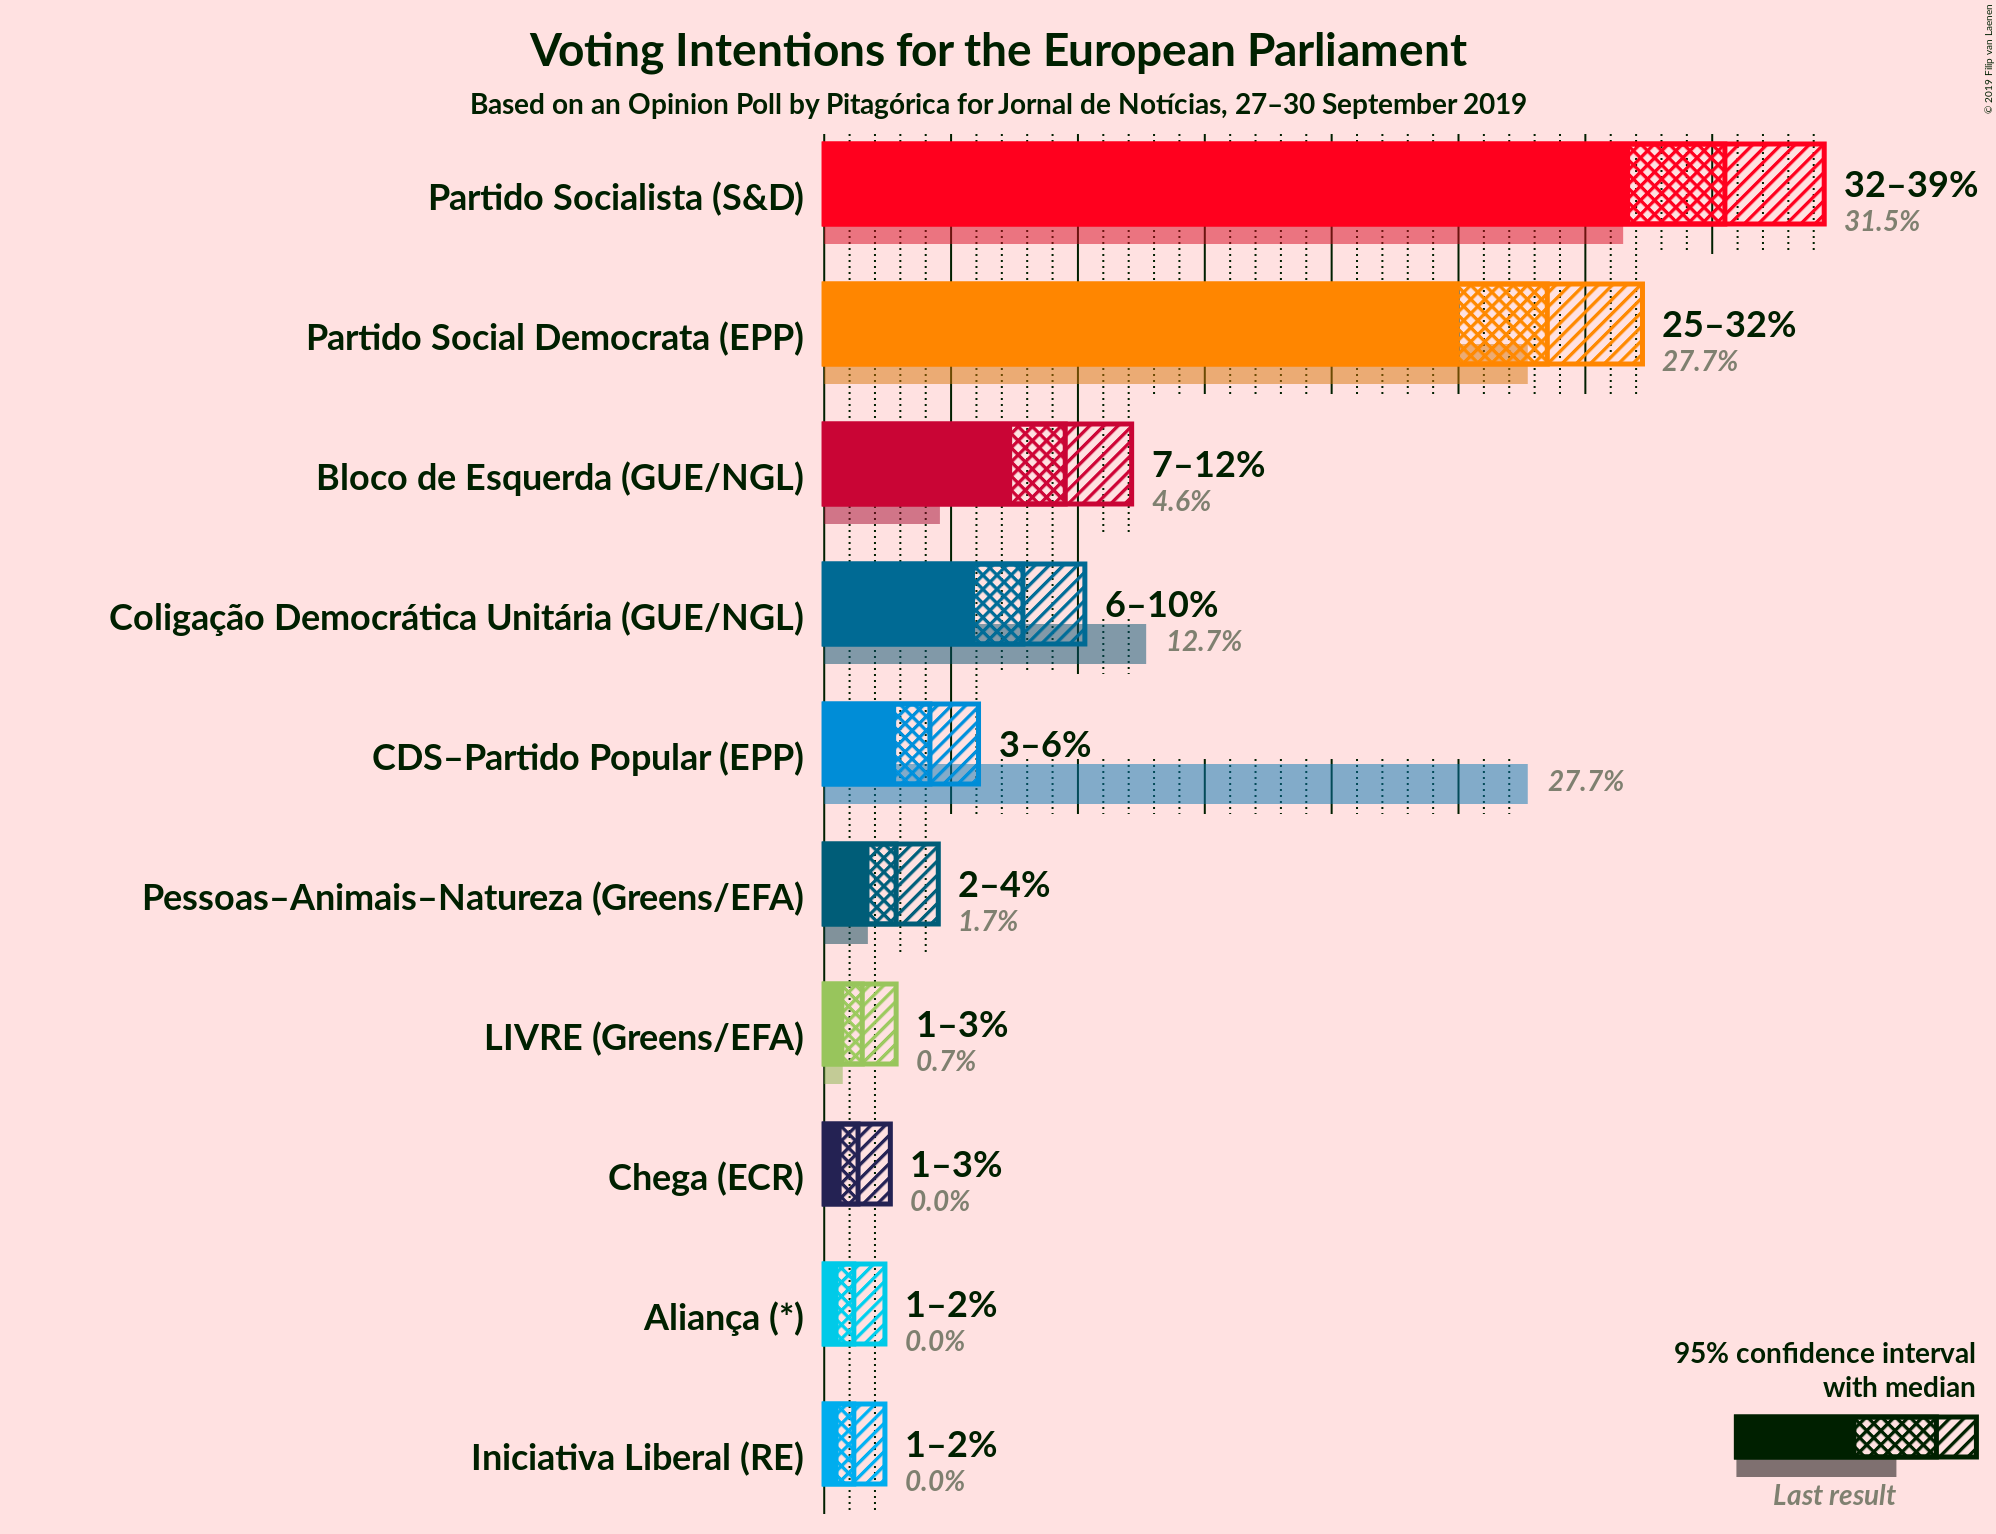 Voting Intentions for the European Parliament
Based on an Opinion Poll by Pitagórica for Jornal de Notícias, 27–30 September 2019
© 2019 Filip van Laenen
Partido Socialista (S&D)
32–39%
31.5%
Partido Social Democrata (EPP)
25–32%
27.7%
Bloco de Esquerda (GUE/NGL)
7–12%
4.6%
Coligação Democrática Unitária (GUE/NGL)
6–10%
12.7%
CDS–Partido Popular (EPP)
3–6%
27.7%
Pessoas–Animais–Natureza (Greens/EFA)
2–4%
1.7%
LIVRE (Greens/EFA)
1–3%
0.7%
Chega (ECR)
1–3%
0.0%
Aliança (*)
1–2%
0.0%
Iniciativa Liberal (RE)
1–2%
0.0%
95% confidence interval
with median
Last result